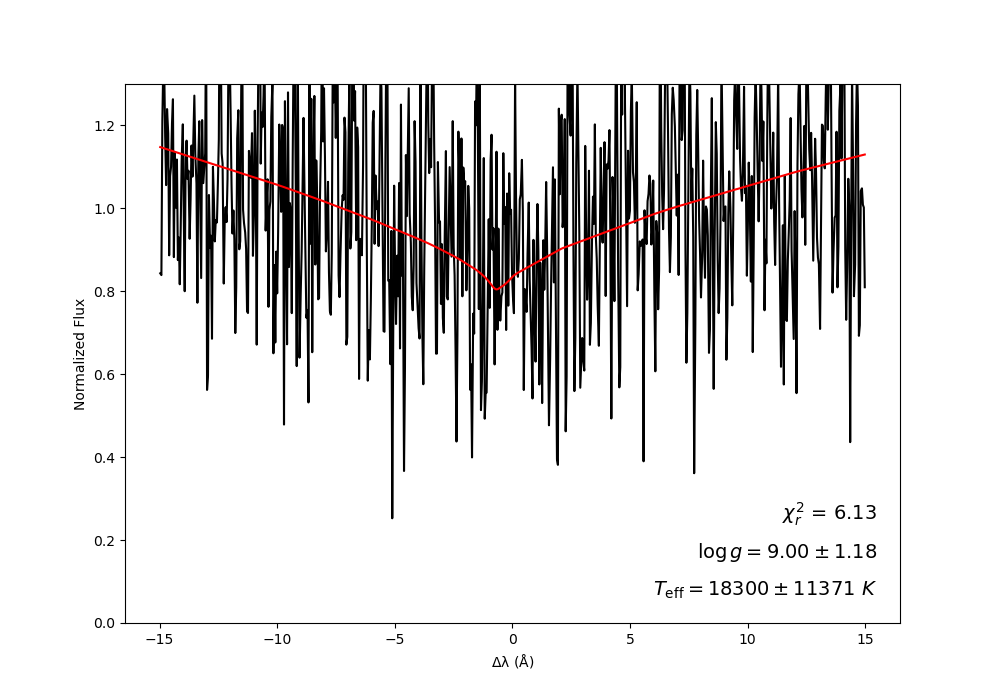 1.2
1.0
0.8
0.6
0.4
0.2
0.0
Normalized Flux
χ²ᵣ = 6.13
log g = 9.00 ± 1.18
T_eff = 18300 ± 11371 K
−15 −10 −5 0 5 10 15
Δλ (Å)